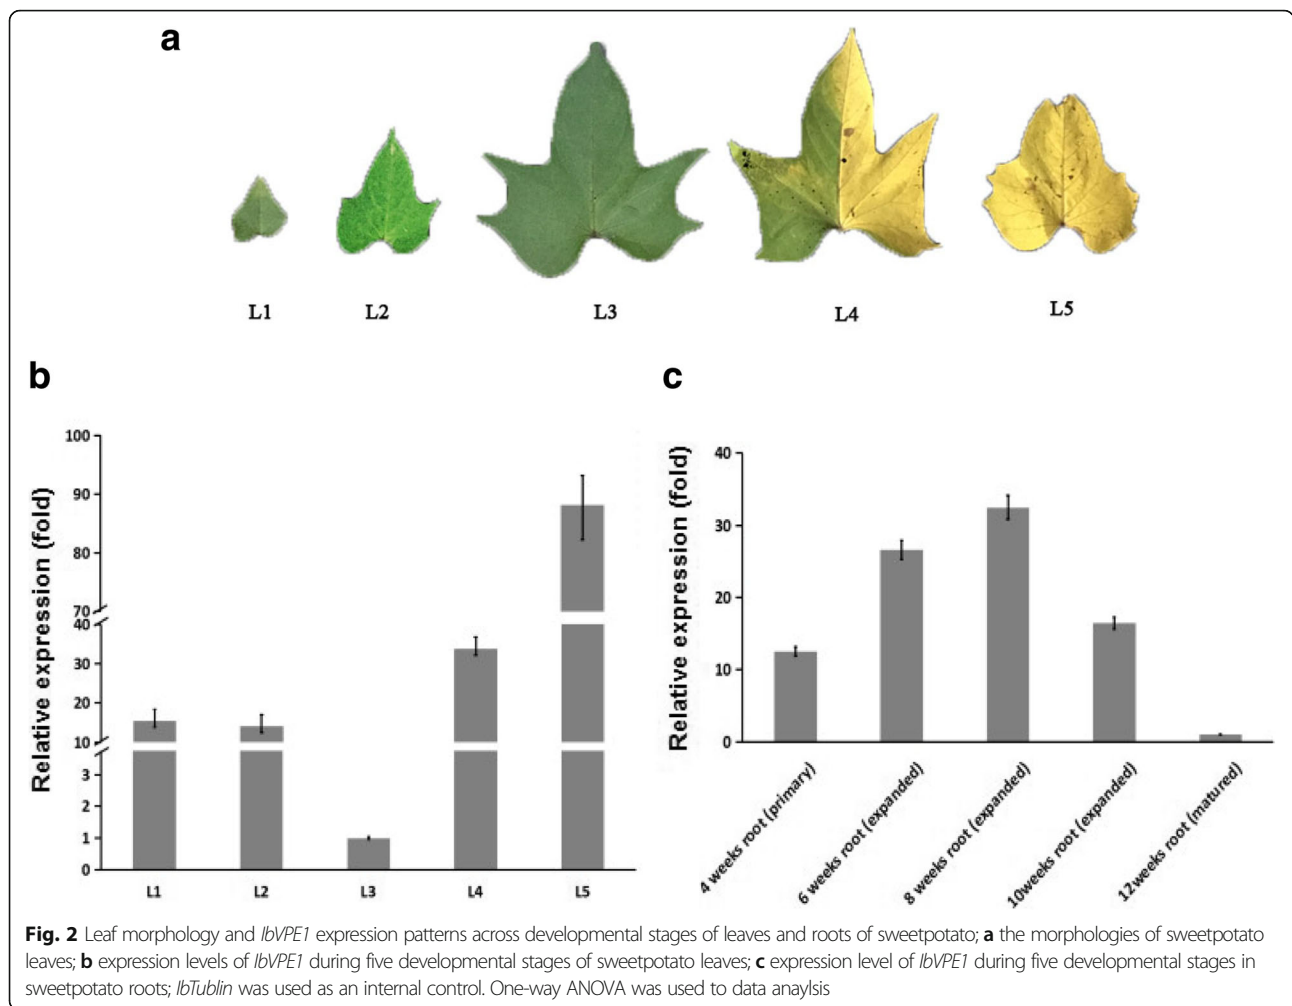 a
L1 L2 L3 L4 L5
b
Relative expression (fold)
100
90
80
70
40
30
20
10
3
2
1
0
L1 L2 L3 L4 L5
c
Relative expression (fold)
40
30
20
10
0
4 weeks root (primary)
6 weeks root (expanded)
8 weeks root (expanded)
10weeks root (expanded)
12weeks root (matured)
Fig. 2 Leaf morphology and IbVPE1 expression patterns across developmental stages of leaves and roots of sweetpotato; a the morphologies of sweetpotato
leaves; b expression levels of IbVPE1 during five developmental stages of sweetpotato leaves; c expression level of IbVPE1 during five developmental stages in
sweetpotato roots; IbTublin was used as an internal control. One-way ANOVA was used to data anaylsis